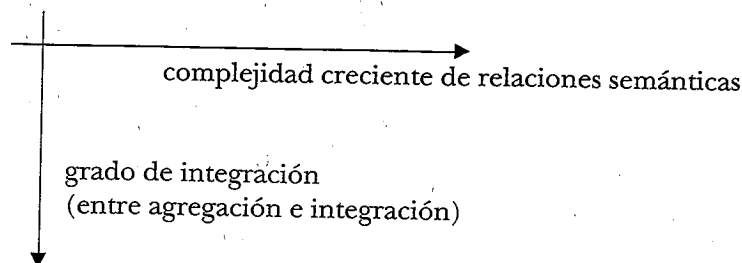 complejidad creciente de relaciones semánticas
grado de integración
(entre agregación e integración)